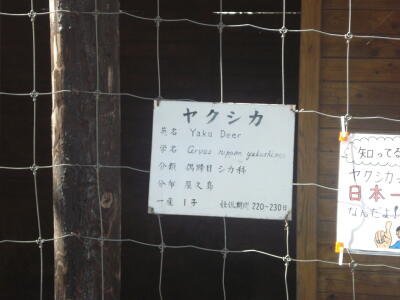 ヤクシカ
英名 Yaku Deer
学名 Cervus nippon yakushimae
分類 偶蹄目シカ科
分布 屋久島
一産 1子 妊娠期間 220~230日
知ってる
ヤクシカ
日本一
なんだよ!